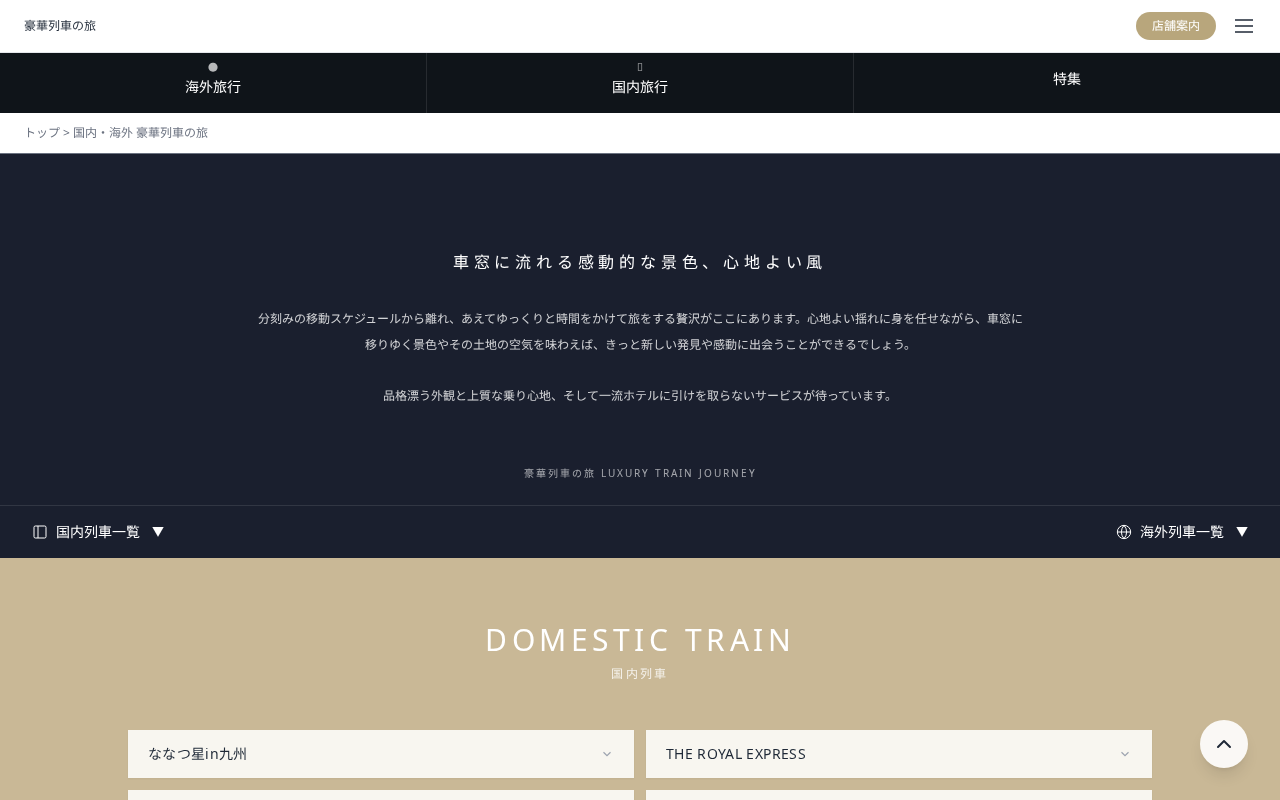 豪華列車の旅
店舗案内
海外旅行
国内旅行
特集
トップ > 国内・海外 豪華列車の旅
車窓に流れる感動的な景色、心地よい風
分刻みの移動スケジュールから離れ、あえてゆっくりと時間をかけて旅をする贅沢がここにあります。心地よい揺れに身を任せながら、車窓に
移りゆく景色やその土地の空気を味わえば、きっと新しい発見や感動に出会うことができるでしょう。
品格漂う外観と上質な乗り心地、そして一流ホテルに引けを取らないサービスが待っています。
豪華列車の旅 LUXURY TRAIN JOURNEY
国内列車一覧 ▼
海外列車一覧 ▼
DOMESTIC TRAIN
国内列車
ななつ星in九州
THE ROYAL EXPRESS